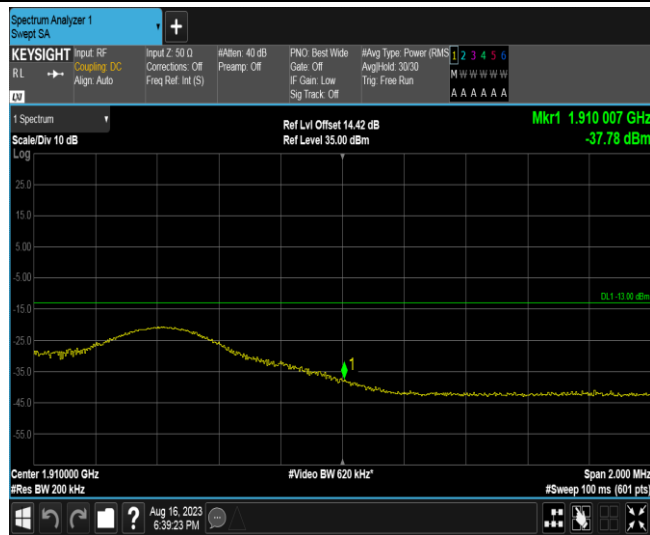 Spectrum Analyzer 1
Swept SA
+
KEYSIGHT
RL
LXI
Input: RF
Coupling: DC
Align: Auto
Input Z: 50 Ω
Corrections: Off
Freq Ref: Int (S)
#Atten: 40 dB
Preamp: Off
PNO: Best Wide
Gate: Off
IF Gain: Low
Sig Track: Off
#Avg Type: Power (RMS
Avg|Hold: 30/30
Trig: Free Run
1 2 3 4 5 6
M W W W W W
A A A A A A
1 Spectrum
Scale/Div 10 dB
Ref Lvl Offset 14.42 dB
Ref Level 35.00 dBm
Mkr1 1.910 007 GHz
-37.78 dBm
Log
25.0
15.0
5.00
-5.00
DL1 -13.00 dBm
-15.0
-25.0
1
-35.0
-45.0
-55.0
Center 1.910000 GHz
#Video BW 620 kHz*
Span 2.000 MHz
#Res BW 200 kHz
#Sweep 100 ms (601 pts)
?
Aug 16, 2023
6:39:23 PM